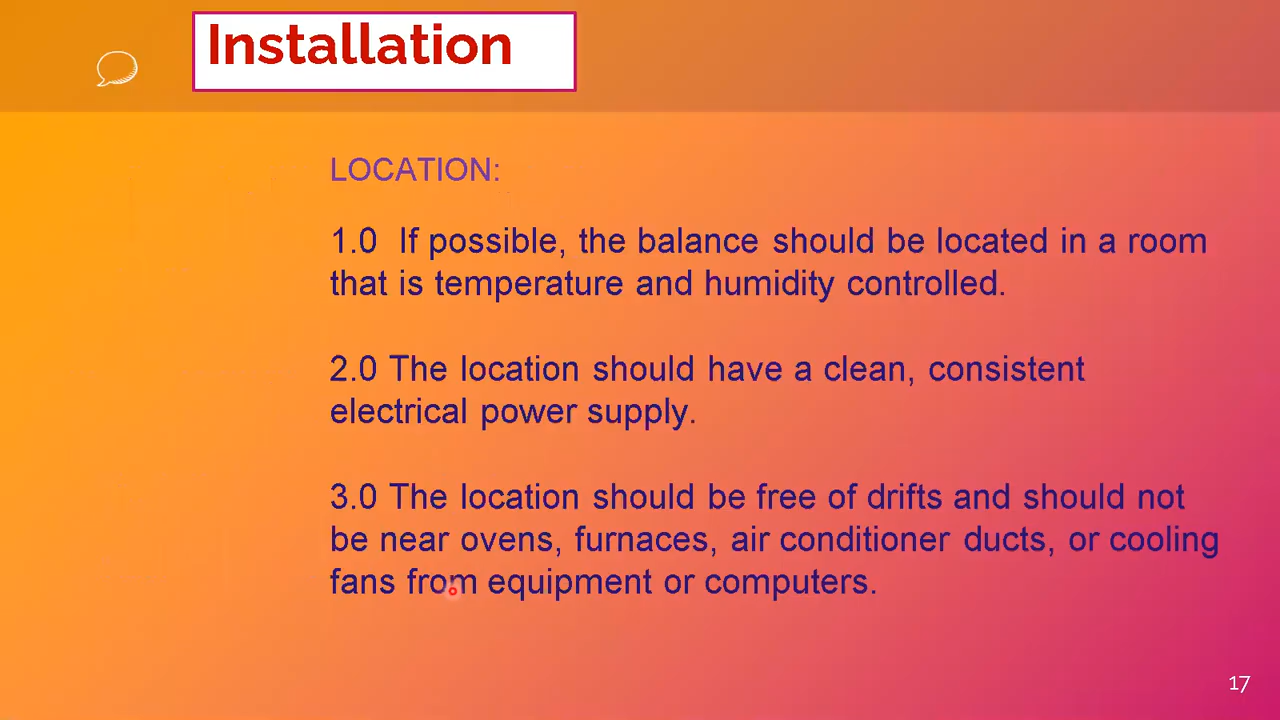 Installation
LOCATION:
1.0 If possible, the balance should be located in a room
that is temperature and humidity controlled.
2.0 The location should have a clean, consistent
electrical power supply.
3.0 The location should be free of drifts and should not
be near ovens, furnaces, air conditioner ducts, or cooling
fans from equipment or computers.
17